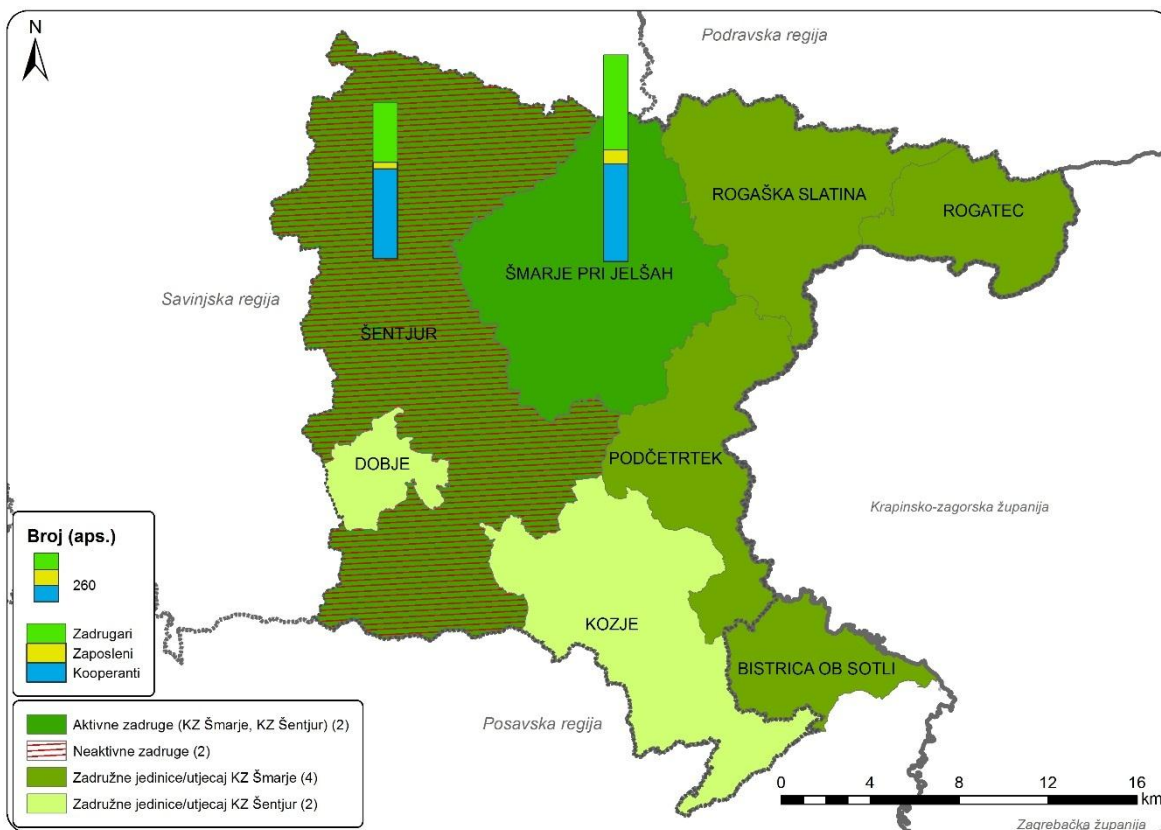 N
Podravska regija
ROGAŠKA SLATINA
ROGATEC
ŠMARJE PRI JELŠAH
Savinjska regija
ŠENTJUR
DOBJE
PODČETRTEK
Krapinsko-zagorska županija
KOZJE
BISTRICA OB SOTLI
Posavska regija
Broj (aps.)
260
Zadrugari
Zaposleni
Kooperanti
Aktivne zadruge (KZ Šmarje, KZ Šentjur) (2)
Neaktivne zadruge (2)
Zadružne jedinice/utjecaj KZ Šmarje (4)
Zadružne jedinice/utjecaj KZ Šentjur (2)
0 2 4 8 12 16
km
Zagrebačka županija